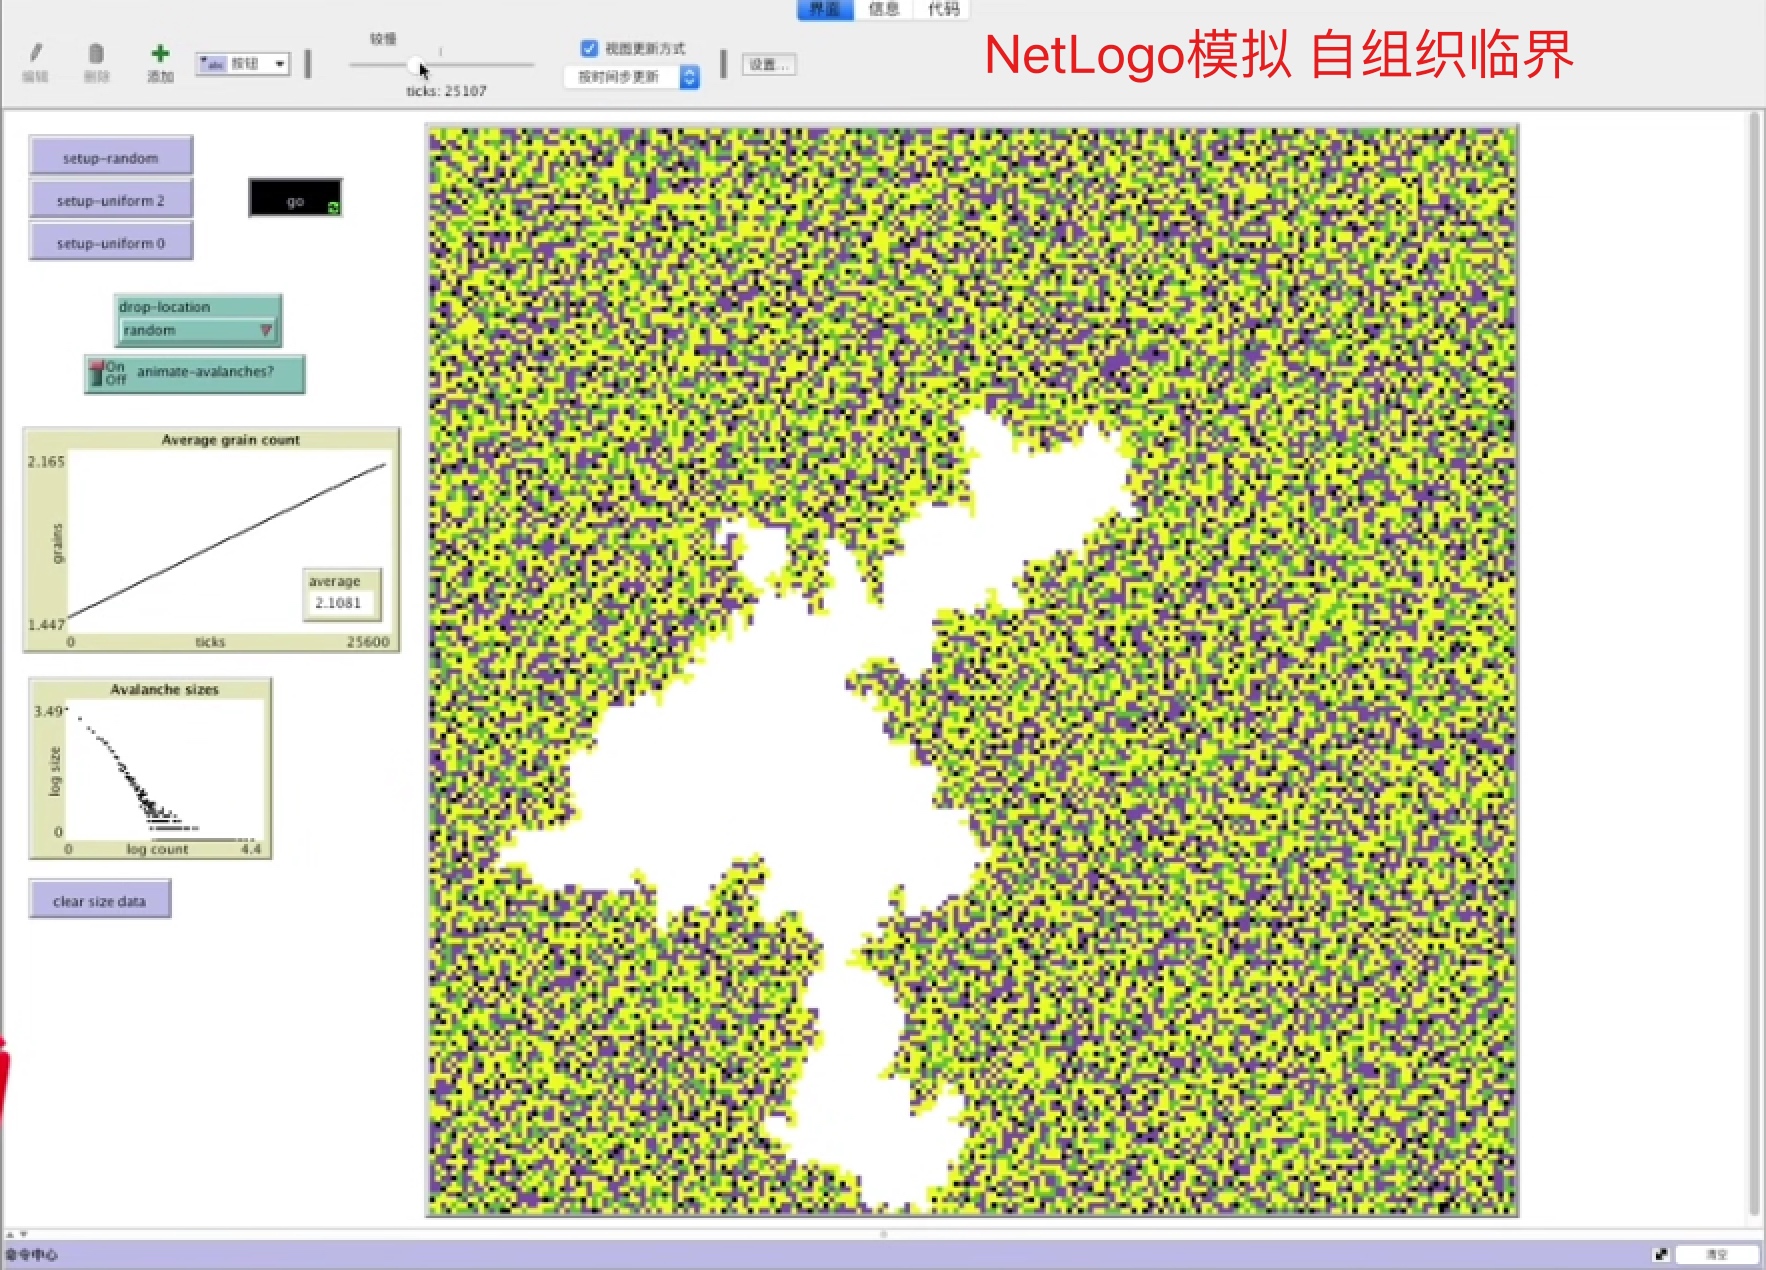 界面 信息 代码
NetLogo模拟 自组织临界
编辑 删除 添加 abc 按钮
较慢
ticks: 25107
视图更新方式
按时间步更新
设置...
setup-random
setup-uniform 2
setup-uniform 0
go
drop-location
random
On
Off
animate-avalanches?
Average grain count
2.165
grains
1.447
0
ticks
25600
average
2.1081
Avalanche sizes
3.49
log size
0
0
log count
4.4
clear size data
命令中心
清空